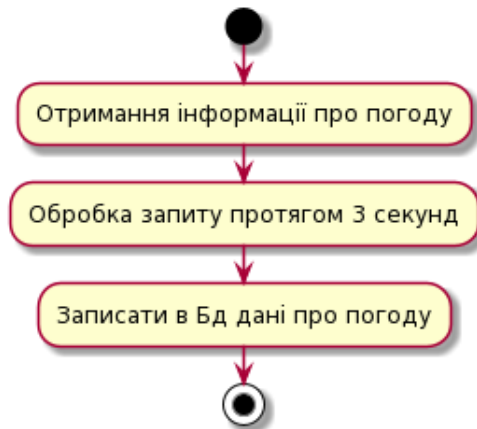 Отримання інформації про погоду
Обробка запиту протягом 3 секунд
Записати в Бд дані про погоду